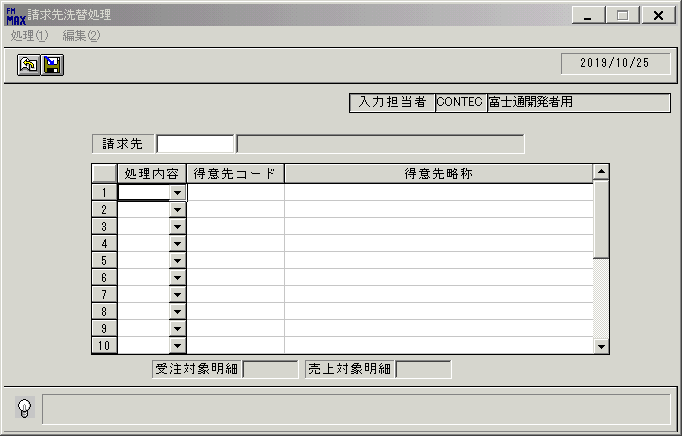 FM MAX 請求先洗替処理
処理(1) 編集(2)
2019/10/25
入力担当者 CONTEC 富士通開発者用
請求先
処理内容 得意先コード 得意先略称
1
2
3
4
5
6
7
8
9
10
受注対象明細 売上対象明細